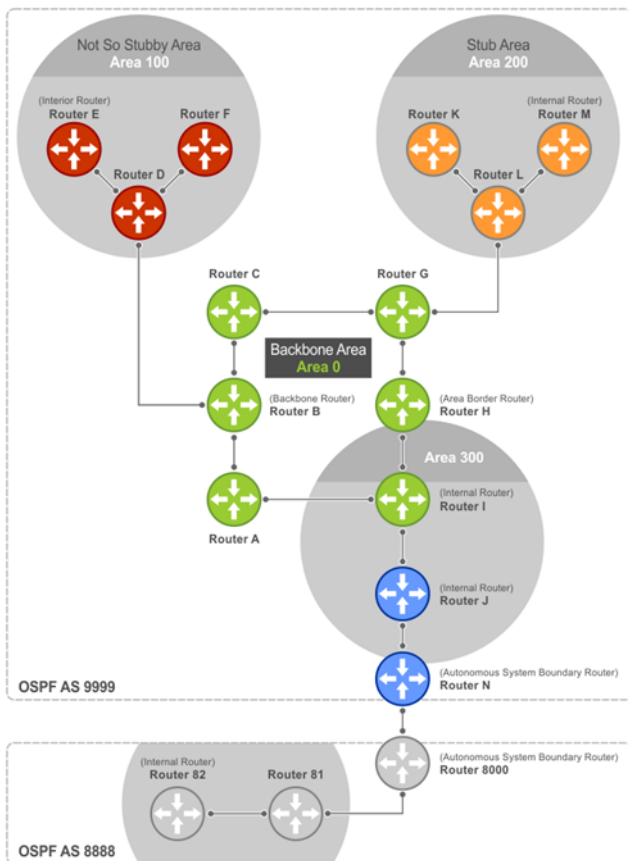 Not So Stubby Area
Area 100
(Interior Router)
Router E
Router F
Router D
Stub Area
Area 200
Router K
(Internal Router)
Router M
Router L
Router C
Router G
Backbone Area
Area 0
(Backbone Router)
Router B
(Area Border Router)
Router H
Area 300
Router A
(Internal Router)
Router I
(Internal Router)
Router J
(Autonomous System Boundary Router)
Router N
OSPF AS 9999
(Autonomous System Boundary Router)
Router 8000
(Internal Router)
Router 82
Router 81
OSPF AS 8888